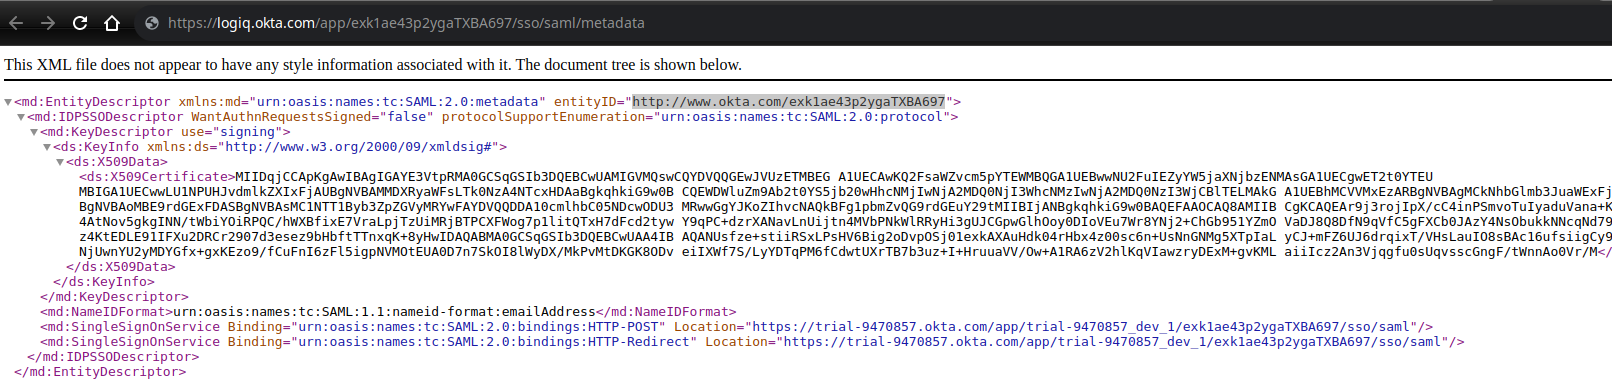 https://logiq.okta.com/app/exk1ae43p2ygaTXBA697/sso/saml/metadata
This XML file does not appear to have any style information associated with it. The document tree is shown below.
<md:EntityDescriptor xmlns:md="urn:oasis:names:tc:SAML:2.0:metadata" entityID="http://www.okta.com/exk1ae43p2ygaTXBA697">
<md:IDPSSODescriptor WantAuthnRequestsSigned="false" protocolSupportEnumeration="urn:oasis:names:tc:SAML:2.0:protocol">
<md:KeyDescriptor use="signing">
<ds:KeyInfo xmlns:ds="http://www.w3.org/2000/09/xmldsig#">
<ds:X509Data>
<ds:X509Certificate>MIIDqjCCApKgAwIBAgIGAYE3VtpRMA0GCSqGSIb3DQEBCwUAMIGVMQswCQYDVQQGEwJVUzETMBEG A1UECAwKQ2FsaWZvcm5pYTEWMBQGA1UEBwwNU2FuIEZyYW5jaXNjbzENMAsGA1UECgwET2t0YTEU
MBIGA1UECwwLU1NPUHJvdmlkZXIxFjAUBgNVBAMMDXRyaWFsLTk0NzA4NTcxHDAaBgkqhkiG9w0B CQEWDWluZm9Ab2t0YS5jb20wHhcNMjIwNjA2MDQ0NjI3WhcNMzIwNjA2MDQ0NzI3WjCBlTELMAkG A1UEBhMCVVMxEzARBgNVBAgMCkNhbGlmb3JuaWExFj
BgNVBAoMBE9rdGExFDASBgNVBAsMC1NTT1Byb3ZpZGVyMRYwFAYDVQQDDA10cmlhbC05NDcwODU3 MRwwGgYJKoZIhvcNAQkBFg1pbmZvQG9rdGEuY29tMIIBIjANBgkqhkiG9w0BAQEFAAOCAQ8AMIIB CgKCAQEAr9j3rojIpX/cC4inPSmvoTuIyaduVana+K
4AtNov5gkgINN/tWbiYOiRPQC/hWXBfixE7VraLpjTzUiMRjBTPCXFWog7p1litQTxH7dFcd2tyw Y9qPC+dzrXANavLnUijtn4MVbPNkWlRRyHi3gUJCGpwGlhOoy0DIoVEu7Wr8YNj2+ChGb951YZmO VaDJ8Q8DfN9qVfC5gFXCb0JAzY4NsObukkNNcqNd79
z4KtEDLE91IFXu2DRCr2907d3esez9bHbftTTnxqK+8yHwIDAQABMA0GCSqGSIb3DQEBCwUAA4IB AQANUsfze+stiiRSxLPsHV6Big2oDvpOSj01exkAXAuHdk04rHbx4z00sc6n+UsNnGNMg5XTpIaL yCJ+mFZ6UJ6drqixT/VHsLauIO8sBAc16ufsiigCy9
NjUwnYU2yMDYGfx+gxKEzo9/fCuFnI6zFl5igpNVMOtEUA0D7n7SkOI8lWyDX/MkPvMtDKGK8ODv eiIXWf7S/LyYDTqPM6fCdwtUXrTB7b3uz+I+HruuaVV/Ow+A1RA6zV2hlKqVIawzryDExM+gvKML aiiIcz2An3Vjqgfu0sUqvsscGngF/tWnnAo0Vr/M</
</ds:X509Data>
</ds:KeyInfo>
</md:KeyDescriptor>
<md:NameIDFormat>urn:oasis:names:tc:SAML:1.1:nameid-format:emailAddress</md:NameIDFormat>
<md:SingleSignOnService Binding="urn:oasis:names:tc:SAML:2.0:bindings:HTTP-POST" Location="https://trial-9470857.okta.com/app/trial-9470857_dev_1/exk1ae43p2ygaTXBA697/sso/saml"/>
<md:SingleSignOnService Binding="urn:oasis:names:tc:SAML:2.0:bindings:HTTP-Redirect" Location="https://trial-9470857.okta.com/app/trial-9470857_dev_1/exk1ae43p2ygaTXBA697/sso/saml"/>
</md:IDPSSODescriptor>
</md:EntityDescriptor>